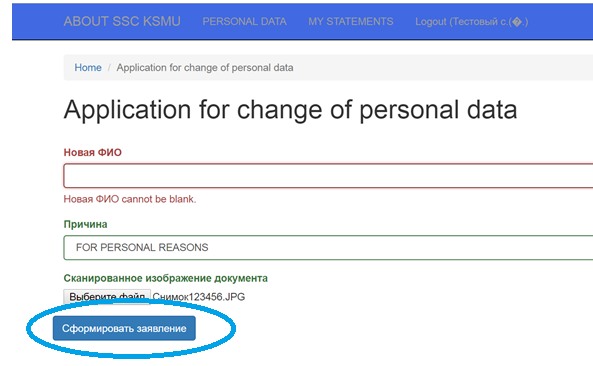 ABOUT SSC KSMU PERSONAL DATA MY STATEMENTS Logout (Тестовый с.(�.)
Home / Application for change of personal data
Application for change of personal data
Новая ФИО
Новая ФИО cannot be blank.
Причина
FOR PERSONAL REASONS
Сканированное изображение документа
Выберите файл Снимок123456.JPG
Сформировать заявление